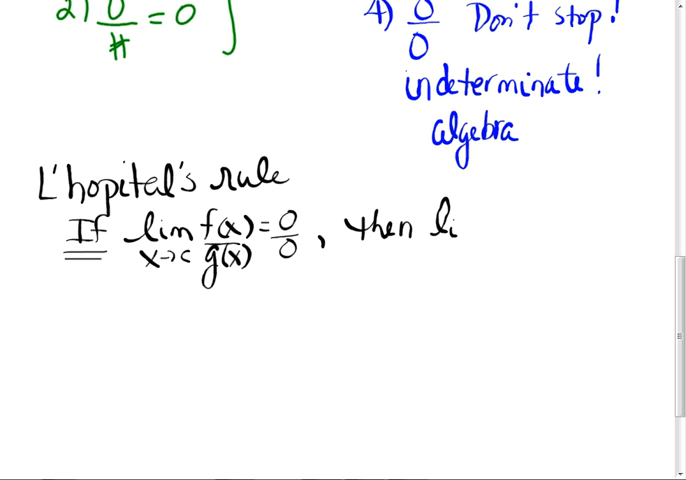 2) 0/# = 0
4) 0/0 Don't stop!
indeterminate!
algebra
L'hopital's rule
If lim x→c f(x)/g(x) = 0/0, then li